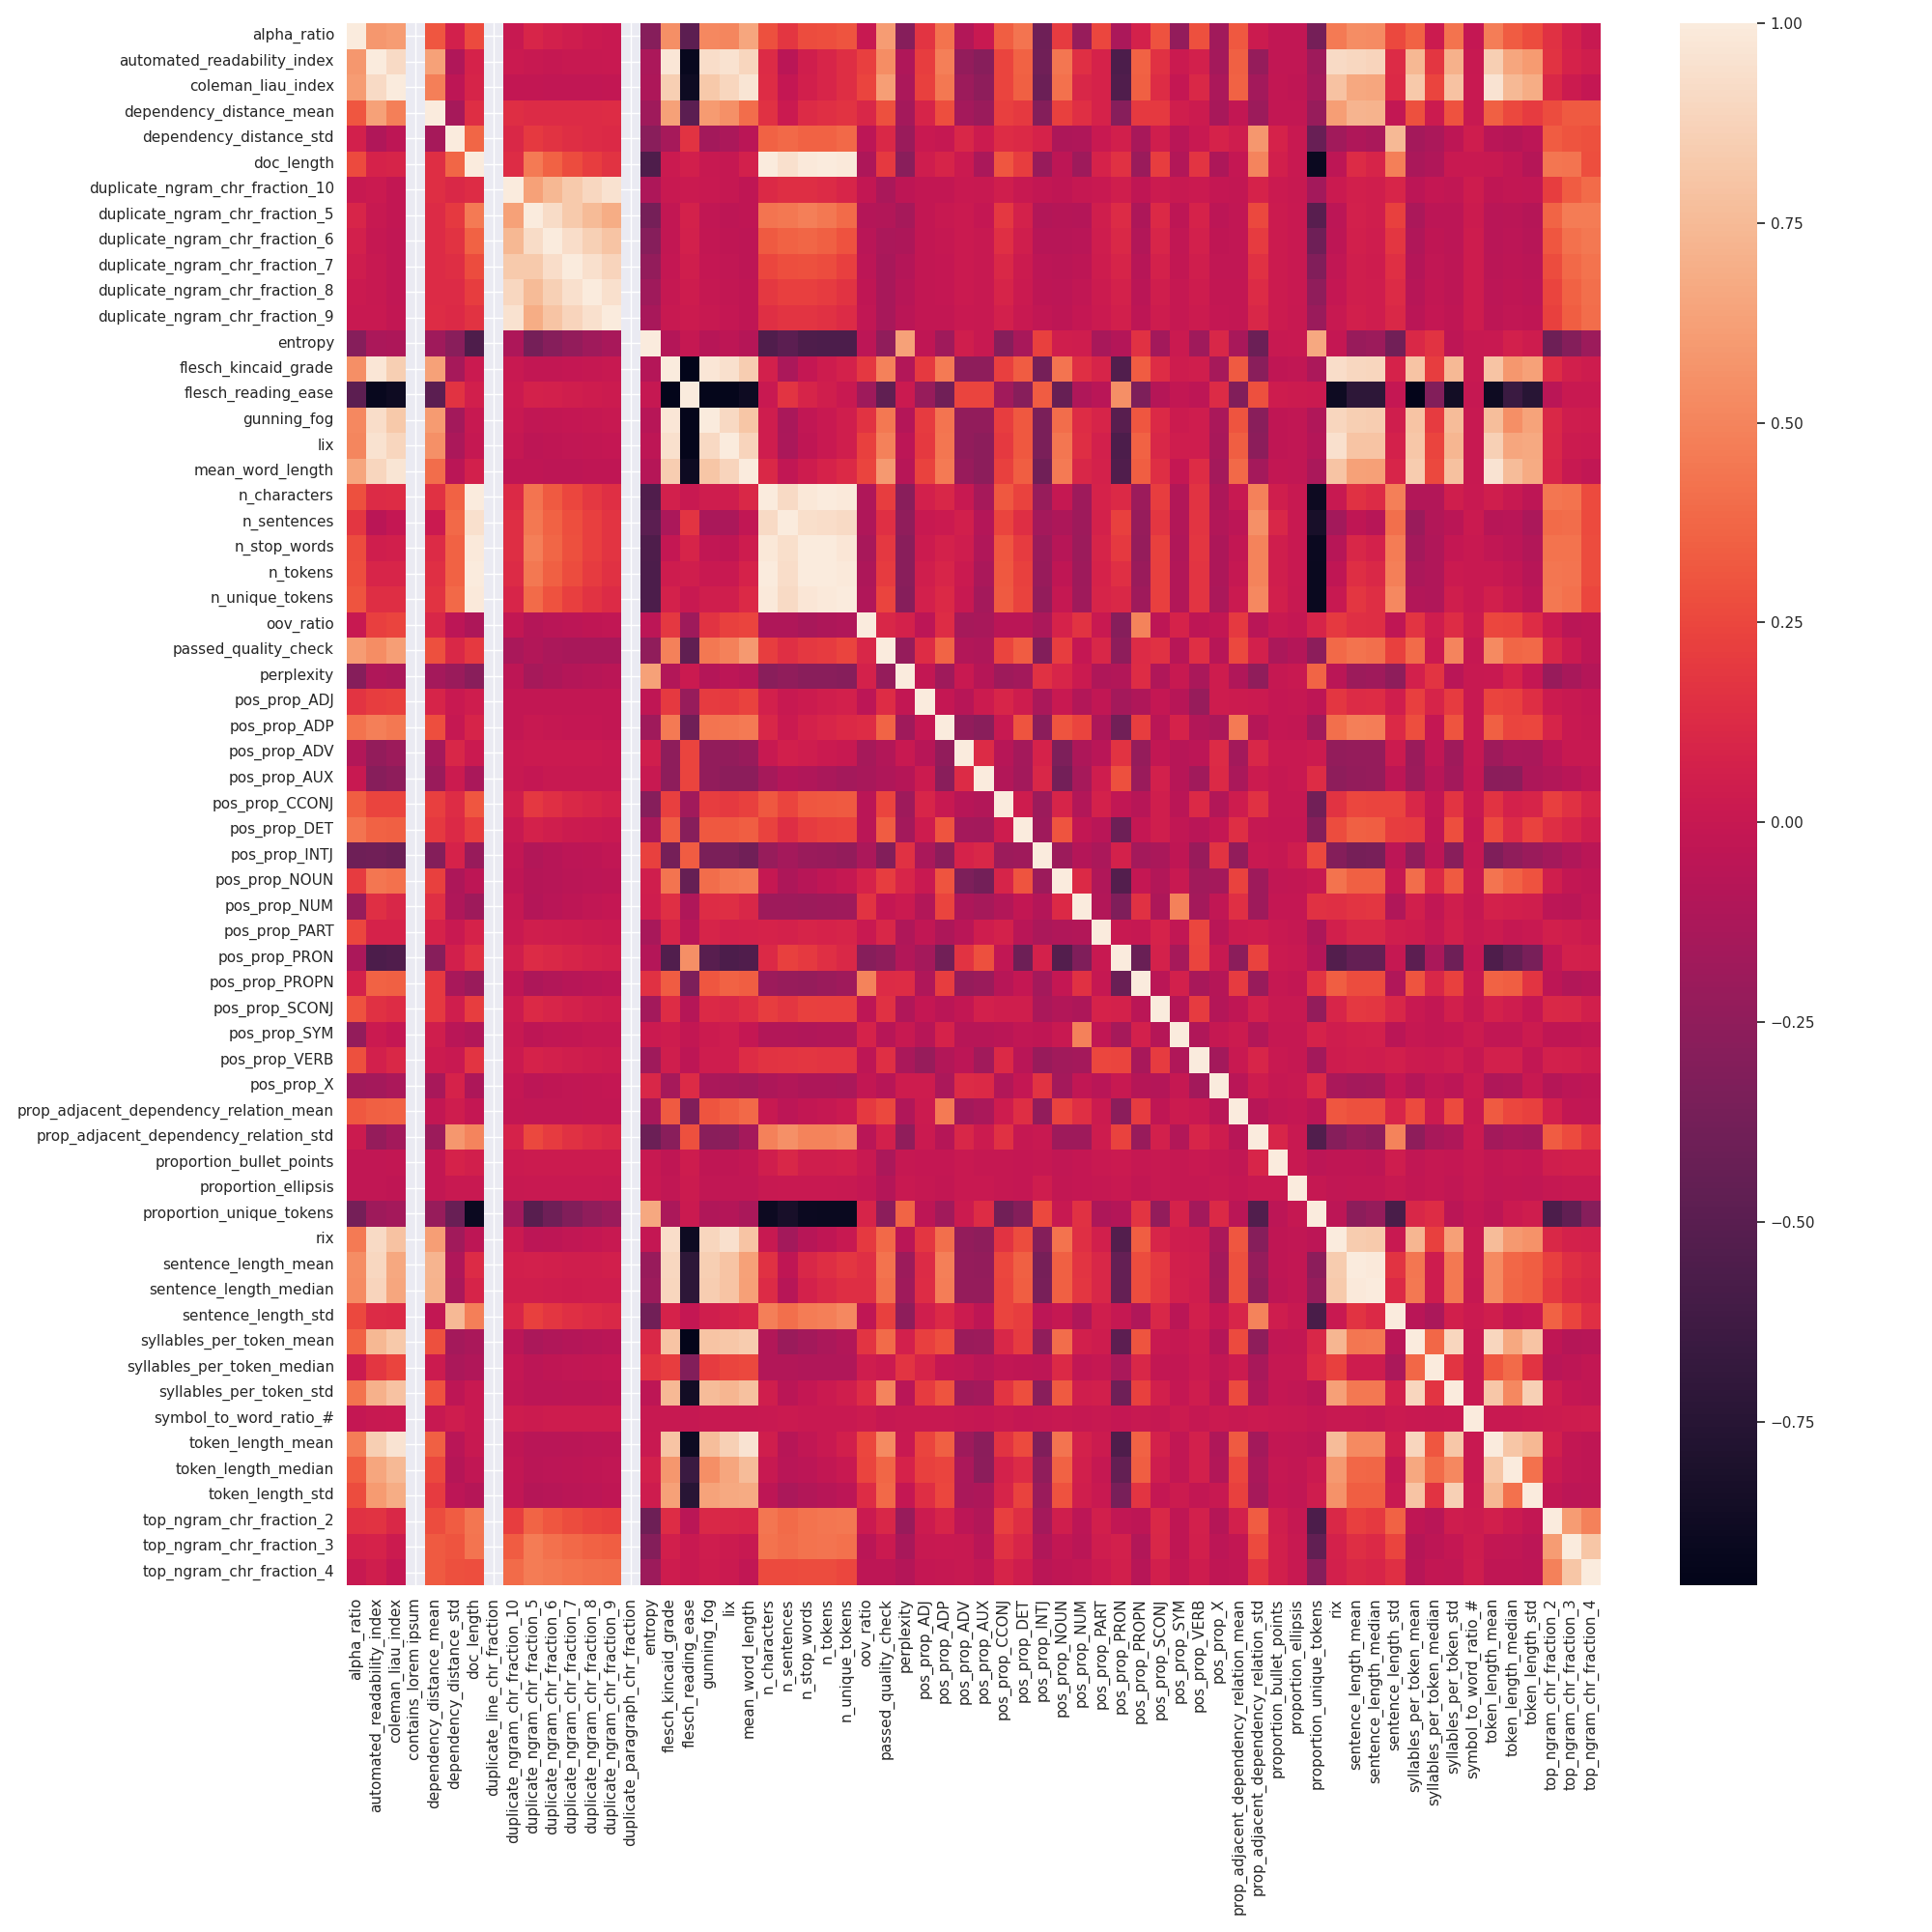 alpha_ratio
automated_readability_index
coleman_liau_index
dependency_distance_mean
dependency_distance_std
doc_length
duplicate_ngram_chr_fraction_10
duplicate_ngram_chr_fraction_5
duplicate_ngram_chr_fraction_6
duplicate_ngram_chr_fraction_7
duplicate_ngram_chr_fraction_8
duplicate_ngram_chr_fraction_9
entropy
flesch_kincaid_grade
flesch_reading_ease
gunning_fog
lix
mean_word_length
n_characters
n_sentences
n_stop_words
n_tokens
n_unique_tokens
oov_ratio
passed_quality_check
perplexity
pos_prop_ADJ
pos_prop_ADP
pos_prop_ADV
pos_prop_AUX
pos_prop_CCONJ
pos_prop_DET
pos_prop_INTJ
pos_prop_NOUN
pos_prop_NUM
pos_prop_PART
pos_prop_PRON
pos_prop_PROPN
pos_prop_SCONJ
pos_prop_SYM
pos_prop_VERB
pos_prop_X
prop_adjacent_dependency_relation_mean
prop_adjacent_dependency_relation_std
proportion_bullet_points
proportion_ellipsis
proportion_unique_tokens
rix
sentence_length_mean
sentence_length_median
sentence_length_std
syllables_per_token_mean
syllables_per_token_median
syllables_per_token_std
symbol_to_word_ratio_#
token_length_mean
token_length_median
token_length_std
top_ngram_chr_fraction_2
top_ngram_chr_fraction_3
top_ngram_chr_fraction_4
alpha_ratio
automated_readability_index
coleman_liau_index
contains_lorem ipsum
dependency_distance_mean
dependency_distance_std
doc_length
duplicate_line_chr_fraction
duplicate_ngram_chr_fraction_10
duplicate_ngram_chr_fraction_5
duplicate_ngram_chr_fraction_6
duplicate_ngram_chr_fraction_7
duplicate_ngram_chr_fraction_8
duplicate_ngram_chr_fraction_9
duplicate_paragraph_chr_fraction
entropy
flesch_kincaid_grade
flesch_reading_ease
gunning_fog
lix
mean_word_length
n_characters
n_sentences
n_stop_words
n_tokens
n_unique_tokens
oov_ratio
passed_quality_check
perplexity
pos_prop_ADJ
pos_prop_ADP
pos_prop_ADV
pos_prop_AUX
pos_prop_CCONJ
pos_prop_DET
pos_prop_INTJ
pos_prop_NOUN
pos_prop_NUM
pos_prop_PART
pos_prop_PRON
pos_prop_PROPN
pos_prop_SCONJ
pos_prop_SYM
pos_prop_VERB
pos_prop_X
prop_adjacent_dependency_relation_mean
prop_adjacent_dependency_relation_std
proportion_bullet_points
proportion_ellipsis
proportion_unique_tokens
rix
sentence_length_mean
sentence_length_median
sentence_length_std
syllables_per_token_mean
syllables_per_token_median
syllables_per_token_std
symbol_to_word_ratio_#
token_length_mean
token_length_median
token_length_std
top_ngram_chr_fraction_2
top_ngram_chr_fraction_3
top_ngram_chr_fraction_4
1.00
0.75
0.50
0.25
0.00
−0.25
−0.50
−0.75